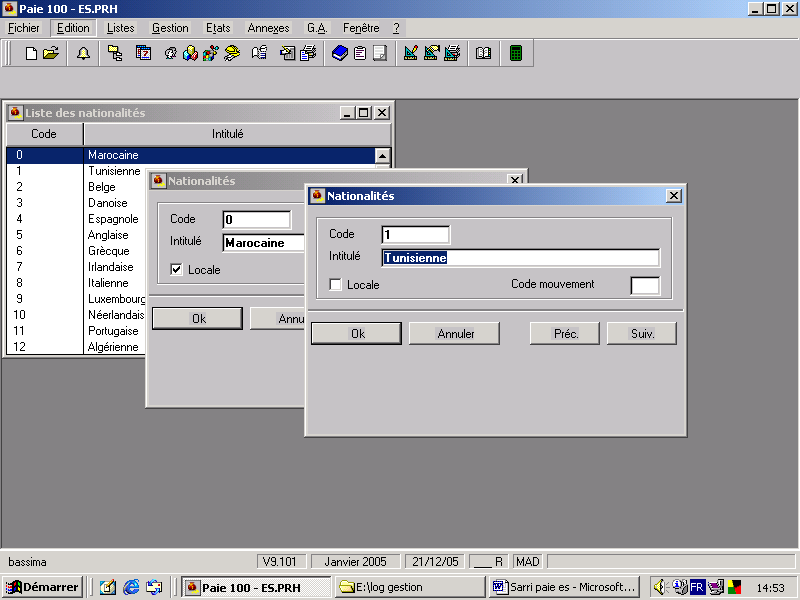 Paie 100 - ES.PRH
Fichier Edition Listes Gestion Etats Annexes G.A. Fenêtre ?
Liste des nationalités
Code Intitulé
0 Marocaine
1 Tunisienne
2 Belge
3 Danoise
4 Espagnole
5 Anglaise
6 Grècque
7 Irlandaise
8 Italienne
9 Luxembourg
10 Néerlandais
11 Portugaise
12 Algérienne
Nationalités
Code 0
Intitulé Marocaine
Locale
Ok Annu
Nationalités
Code 1
Intitulé Tunisienne
Locale Code mouvement
Ok Annuler Préc. Suiv.
bassima V9.101 Janvier 2005 21/12/05 ___ R MAD
Démarrer Paie 100 - ES.PRH E:\log gestion Sarri paie es - Microsoft... FR 14:53